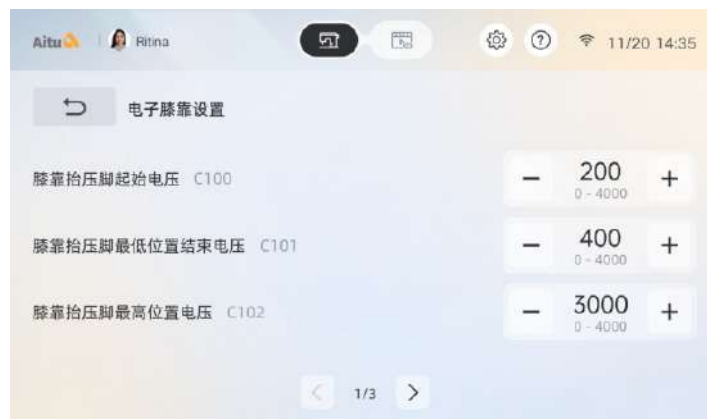 Aitu Ritina ? 11/20 14:35
电子膝靠设置
膝靠抬压脚起始电压 C100 − 200 +
0 - 4000
膝靠抬压脚最低位置结束电压 C101 − 400 +
0 - 4000
膝靠抬压脚最高位置电压 C102 − 3000 +
0 - 4000
< 1/3 >